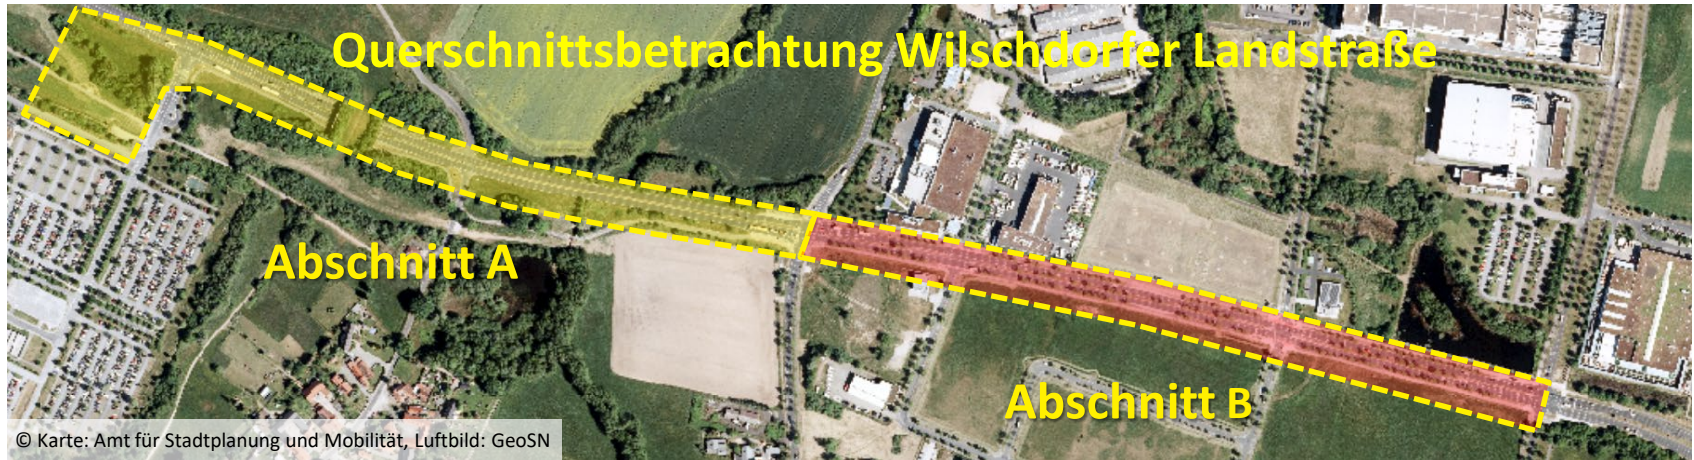 Querschnittsbetrachtung Wilschdorfer Landstraße
Abschnitt A
Abschnitt B
© Karte: Amt für Stadtplanung und Mobilität, Luftbild: GeoSN